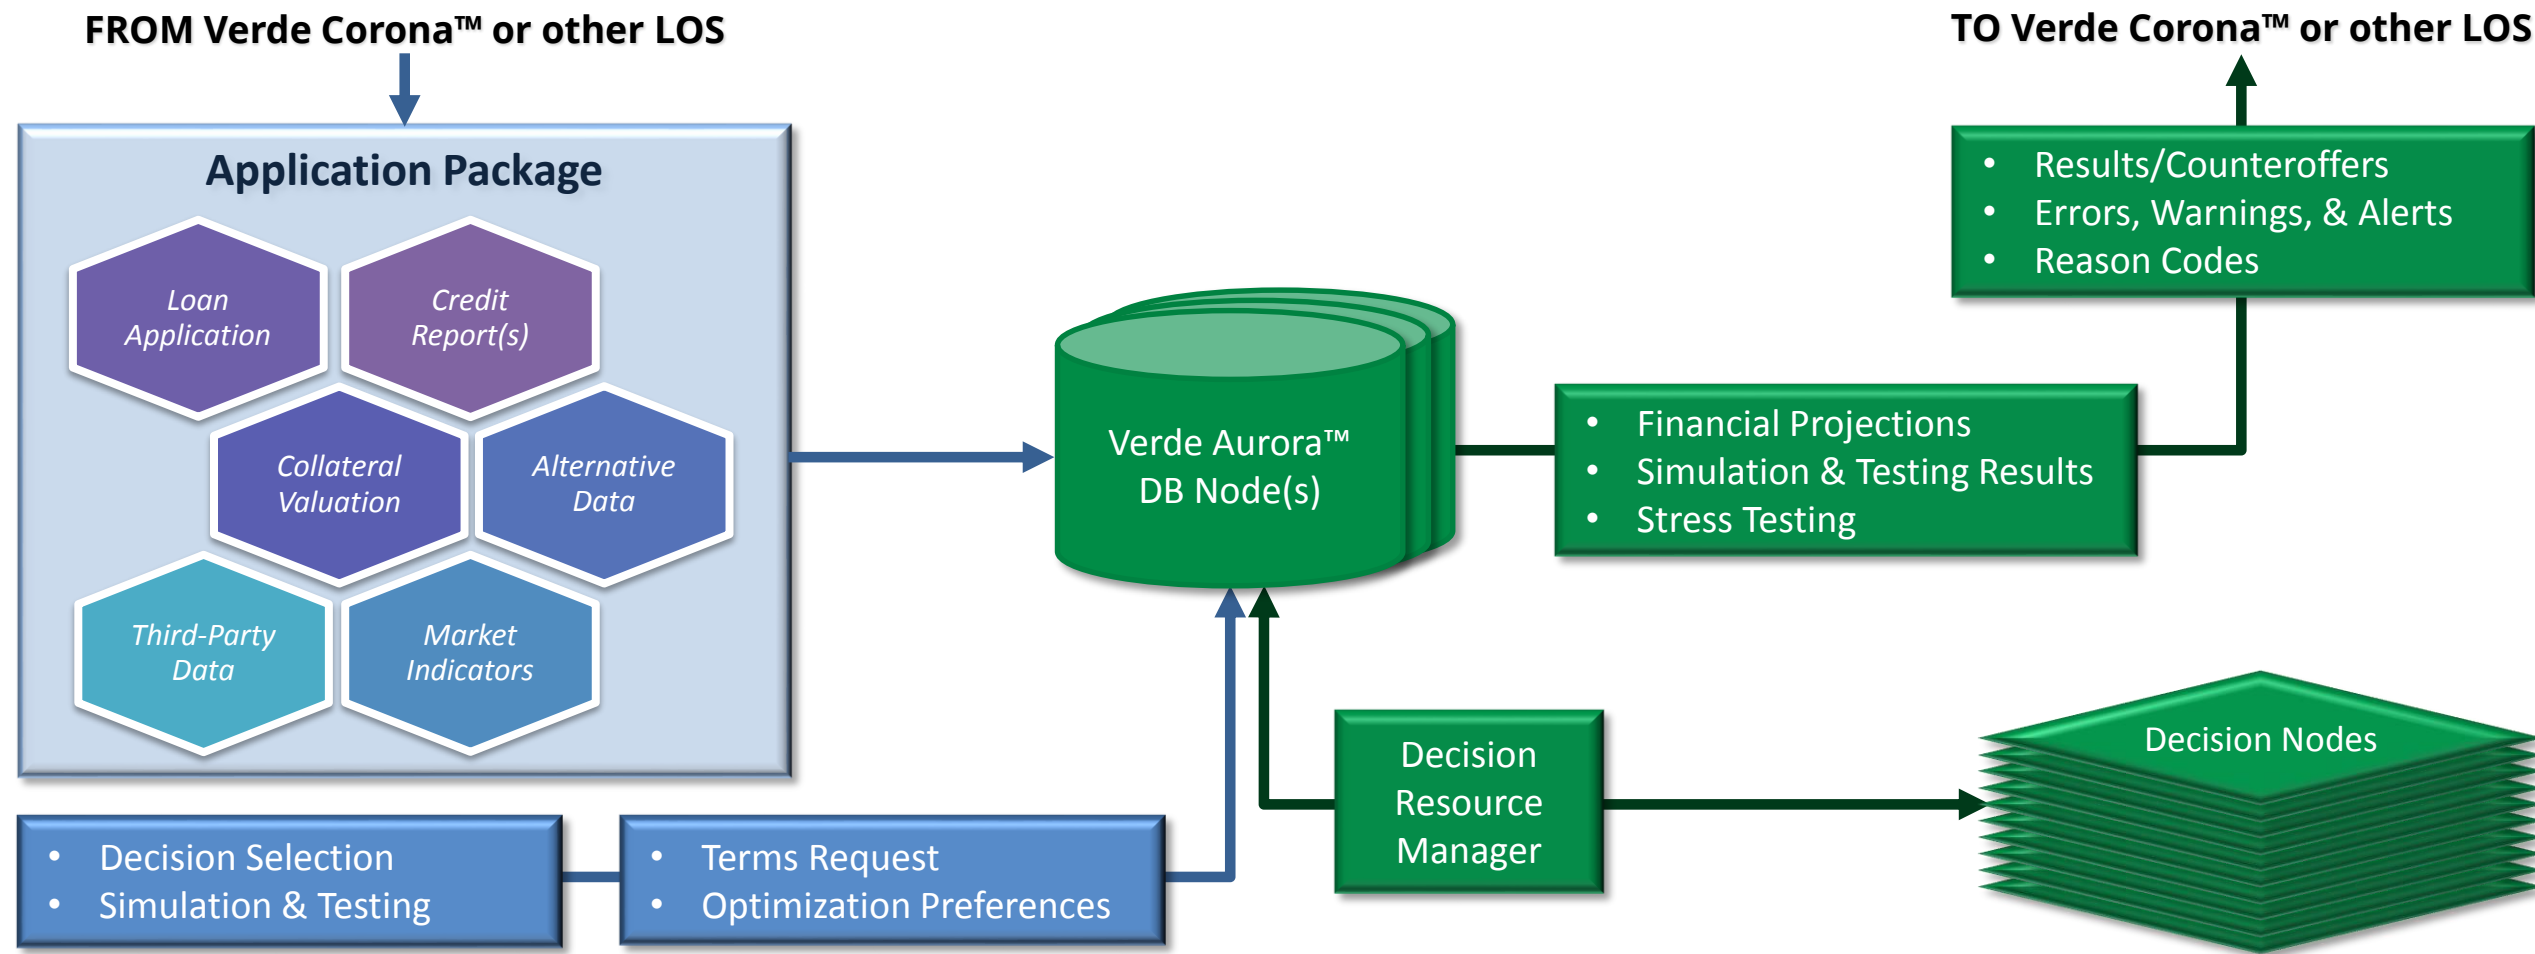 FROM Verde Corona™ or other LOS
TO Verde Corona™ or other LOS
Application Package
Loan
Application
Credit
Report(s)
Collateral
Valuation
Alternative
Data
Third-Party
Data
Market
Indicators
• Decision Selection
• Simulation & Testing
• Terms Request
• Optimization Preferences
Verde Aurora™
DB Node(s)
Decision
Resource
Manager
Decision Nodes
• Financial Projections
• Simulation & Testing Results
• Stress Testing
• Results/Counteroffers
• Errors, Warnings, & Alerts
• Reason Codes